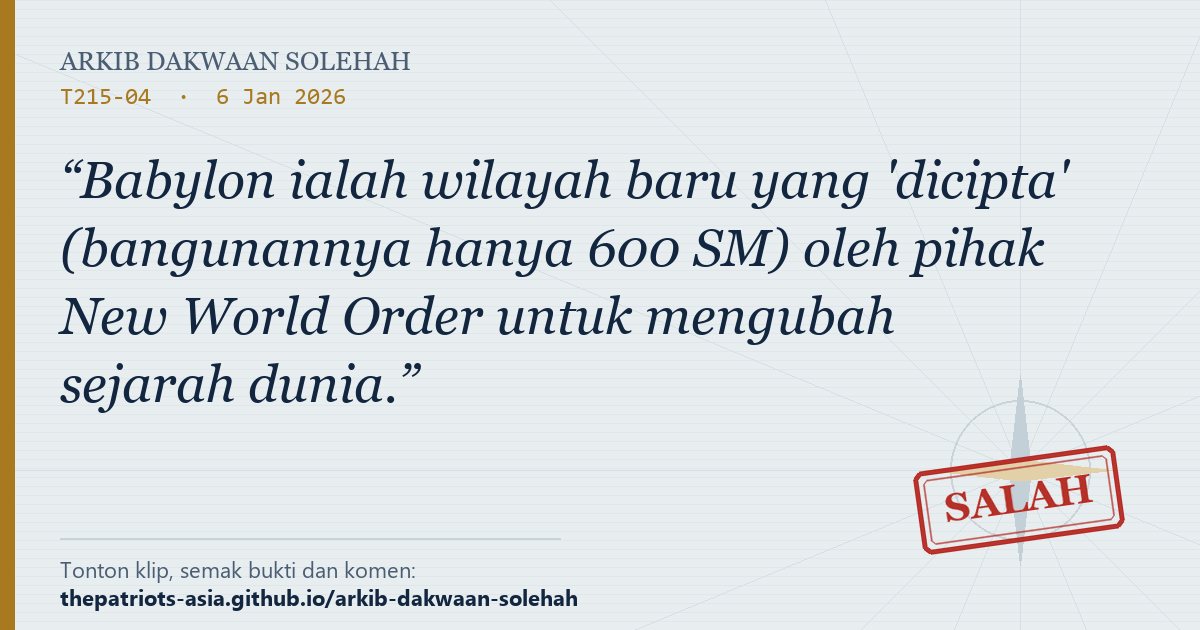 ARKIB DAKWAAN SOLEHAH
T215-04 · 6 Jan 2026
“Babylon ialah wilayah baru yang 'dicipta'
(bangunannya hanya 600 SM) oleh pihak
New World Order untuk mengubah
sejarah dunia.”
SALAH
Tonton klip, semak bukti dan komen:
thepatriots-asia.github.io/arkib-dakwaan-solehah